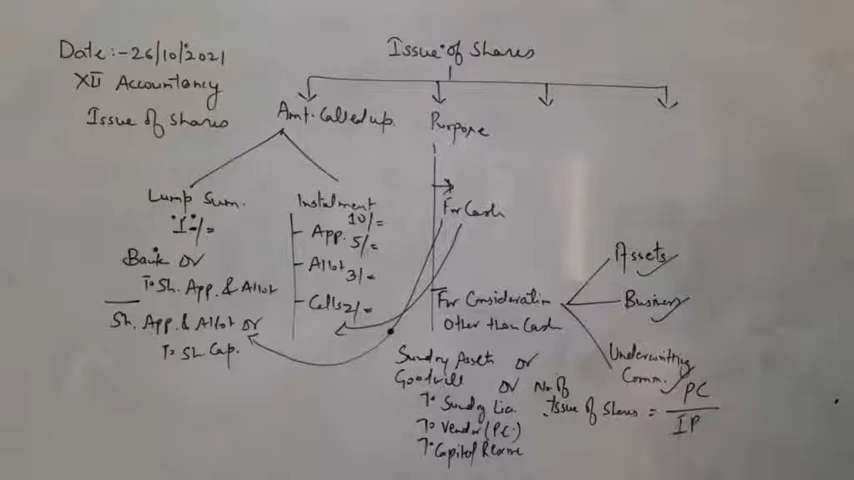 Date:-26/10/2021
XII Accountancy
Issue of Shares
Issue of Shares
Amt. Called up.
Purpose
Lump Sum.
Bank Dr
To Sh. App. & Allot
Sh. App. & Allot Dr
To Sh Cap.
Instalment
10/=
App. 5/=
Allot 3/=
Calls 2/=
For Cash
For Consideration
Other then Cash
Assets
Business
Underwriting
Comm.
Sundry Assets Dr
Goodwill Dr
To Sundry Lia.
To Vendor (PC)
To Capital Reserve
No of
Issue of Shares = PC
IP